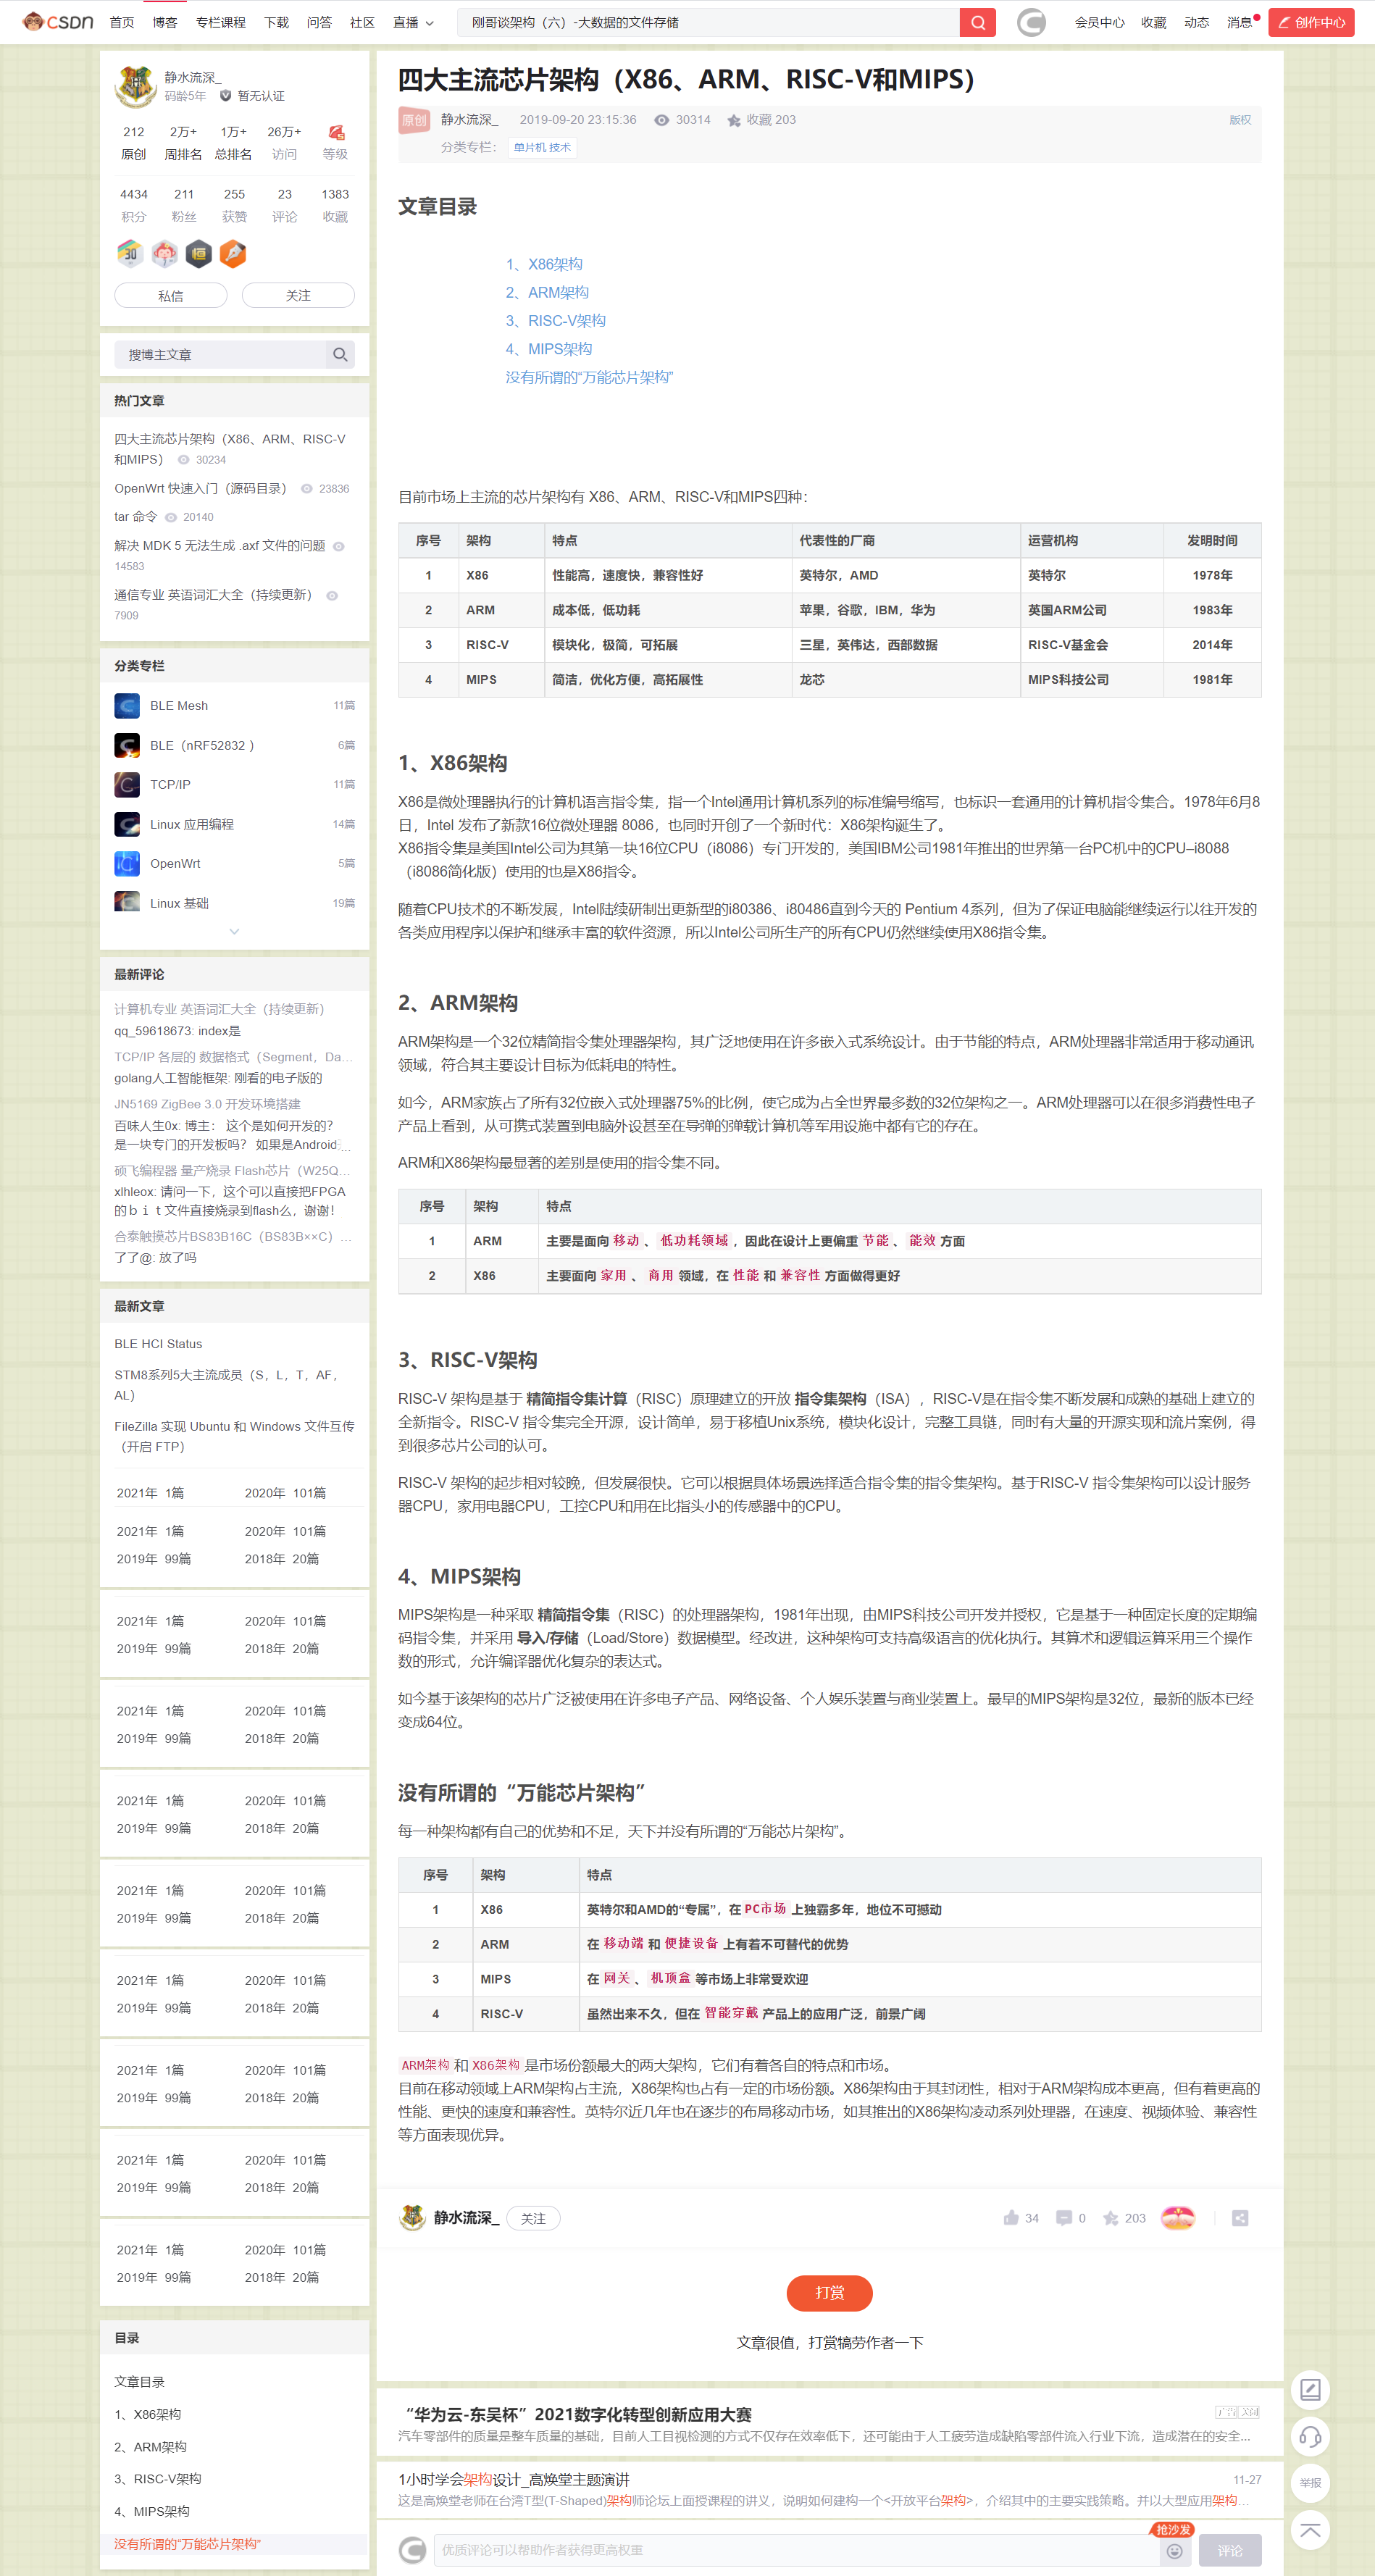 CSDN 首页 博客 专栏课程 下载 问答 社区 直播 刚哥谈架构（六）-大数据的文件存储 会员中心 收藏 动态 消息 创作中心
静水流深_
码龄5年 暂无认证
212 2万+ 1万+ 26万+
原创 周排名 总排名 访问 等级
4434 211 255 23 1383
积分 粉丝 获赞 评论 收藏
30 恒
私信 关注
搜博主文章
热门文章
四大主流芯片架构（X86、ARM、RISC-V
和MIPS） 30234
OpenWrt 快速入门（源码目录） 23836
tar 命令 20140
解决 MDK 5 无法生成 .axf 文件的问题
14583
通信专业 英语词汇大全（持续更新）
7909
分类专栏
BLE Mesh 11篇
BLE（nRF52832 ） 6篇
TCP/IP 11篇
Linux 应用编程 14篇
OpenWrt 5篇
Linux 基础 19篇
最新评论
计算机专业 英语词汇大全（持续更新）
qq_59618673: index是
TCP/IP 各层的 数据格式（Segment，Da...
golang人工智能框架: 刚看的电子版的
JN5169 ZigBee 3.0 开发环境搭建
百味人生0x: 博主： 这个是如何开发的？
是一块专门的开发板吗？ 如果是Android...
硕飞编程器 量产烧录 Flash芯片（W25Q...
xlhleox: 请问一下，这个可以直接把FPGA
的ｂｉｔ文件直接烧录到flash么，谢谢！
合泰触摸芯片BS83B16C（BS83B××C）...
了了@: 放了吗
最新文章
BLE HCI Status
STM8系列5大主流成员（S，L，T，AF，
AL）
FileZilla 实现 Ubuntu 和 Windows 文件互传
（开启 FTP）
2021年 1篇 2020年 101篇
2021年 1篇 2020年 101篇
2019年 99篇 2018年 20篇
2021年 1篇 2020年 101篇
2019年 99篇 2018年 20篇
2021年 1篇 2020年 101篇
2019年 99篇 2018年 20篇
2021年 1篇 2020年 101篇
2019年 99篇 2018年 20篇
2021年 1篇 2020年 101篇
2019年 99篇 2018年 20篇
2021年 1篇 2020年 101篇
2019年 99篇 2018年 20篇
2021年 1篇 2020年 101篇
2019年 99篇 2018年 20篇
2021年 1篇 2020年 101篇
2019年 99篇 2018年 20篇
2021年 1篇 2020年 101篇
2019年 99篇 2018年 20篇
目录
文章目录
1、X86架构
2、ARM架构
3、RISC-V架构
4、MIPS架构
没有所谓的“万能芯片架构”
四大主流芯片架构（X86、ARM、RISC-V和MIPS）
原创 静水流深_ 2019-09-20 23:15:36 30314 收藏 203 版权
分类专栏： 单片机 技术
文章目录
1、X86架构
2、ARM架构
3、RISC-V架构
4、MIPS架构
没有所谓的“万能芯片架构”
目前市场上主流的芯片架构有 X86、ARM、RISC-V和MIPS四种：
序号 架构 特点 代表性的厂商 运营机构 发明时间
1 X86 性能高，速度快，兼容性好 英特尔，AMD 英特尔 1978年
2 ARM 成本低，低功耗 苹果，谷歌，IBM，华为 英国ARM公司 1983年
3 RISC-V 模块化，极简，可拓展 三星，英伟达，西部数据 RISC-V基金会 2014年
4 MIPS 简洁，优化方便，高拓展性 龙芯 MIPS科技公司 1981年
1、X86架构
X86是微处理器执行的计算机语言指令集，指一个Intel通用计算机系列的标准编号缩写，也标识一套通用的计算机指令集合。1978年6月8
日，Intel 发布了新款16位微处理器 8086，也同时开创了一个新时代：X86架构诞生了。
X86指令集是美国Intel公司为其第一块16位CPU（i8086）专门开发的，美国IBM公司1981年推出的世界第一台PC机中的CPU–i8088
（i8086简化版）使用的也是X86指令。
随着CPU技术的不断发展，Intel陆续研制出更新型的i80386、i80486直到今天的 Pentium 4系列，但为了保证电脑能继续运行以往开发的
各类应用程序以保护和继承丰富的软件资源，所以Intel公司所生产的所有CPU仍然继续使用X86指令集。
2、ARM架构
ARM架构是一个32位精简指令集处理器架构，其广泛地使用在许多嵌入式系统设计。由于节能的特点，ARM处理器非常适用于移动通讯
领域，符合其主要设计目标为低耗电的特性。
如今，ARM家族占了所有32位嵌入式处理器75%的比例，使它成为占全世界最多数的32位架构之一。ARM处理器可以在很多消费性电子
产品上看到，从可携式装置到电脑外设甚至在导弹的弹载计算机等军用设施中都有它的存在。
ARM和X86架构最显著的差别是使用的指令集不同。
序号 架构 特点
1 ARM 主要是面向 移动 、 低功耗领域 ，因此在设计上更偏重 节能 、 能效 方面
2 X86 主要面向 家用 、 商用 领域，在 性能 和 兼容性 方面做得更好
3、RISC-V架构
RISC-V 架构是基于 精简指令集计算（RISC）原理建立的开放 指令集架构（ISA），RISC-V是在指令集不断发展和成熟的基础上建立的
全新指令。RISC-V 指令集完全开源，设计简单，易于移植Unix系统，模块化设计，完整工具链，同时有大量的开源实现和流片案例，得
到很多芯片公司的认可。
RISC-V 架构的起步相对较晚，但发展很快。它可以根据具体场景选择适合指令集的指令集架构。基于RISC-V 指令集架构可以设计服务
器CPU，家用电器CPU，工控CPU和用在比指头小的传感器中的CPU。
4、MIPS架构
MIPS架构是一种采取 精简指令集（RISC）的处理器架构，1981年出现，由MIPS科技公司开发并授权，它是基于一种固定长度的定期编
码指令集，并采用 导入/存储（Load/Store）数据模型。经改进，这种架构可支持高级语言的优化执行。其算术和逻辑运算采用三个操作
数的形式，允许编译器优化复杂的表达式。
如今基于该架构的芯片广泛被使用在许多电子产品、网络设备、个人娱乐装置与商业装置上。最早的MIPS架构是32位，最新的版本已经
变成64位。
没有所谓的“万能芯片架构”
每一种架构都有自己的优势和不足，天下并没有所谓的“万能芯片架构”。
序号 架构 特点
1 X86 英特尔和AMD的“专属”，在 PC市场 上独霸多年，地位不可撼动
2 ARM 在 移动端 和 便捷设备 上有着不可替代的优势
3 MIPS 在 网关 、 机顶盒 等市场上非常受欢迎
4 RISC-V 虽然出来不久，但在 智能穿戴 产品上的应用广泛，前景广阔
ARM架构 和 X86架构 是市场份额最大的两大架构，它们有着各自的特点和市场。
目前在移动领域上ARM架构占主流，X86架构也占有一定的市场份额。X86架构由于其封闭性，相对于ARM架构成本更高，但有着更高的
性能、更快的速度和兼容性。英特尔近几年也在逐步的布局移动市场，如其推出的X86架构凌动系列处理器，在速度、视频体验、兼容性
等方面表现优异。
静水流深_ 关注 34 0 203
打赏
文章很值，打赏犒劳作者一下
“华为云-东吴杯”2021数字化转型创新应用大赛 广告 关闭
汽车零部件的质量是整车质量的基础，目前人工目视检测的方式不仅存在效率低下，还可能由于人工疲劳造成缺陷零部件流入行业下流，造成潜在的安全...
1小时学会架构设计_高焕堂主题演讲 11-27
这是高焕堂老师在台湾T型(T-Shaped)架构师论坛上面授课程的讲义，说明如何建构一个<开放平台架构>，介绍其中的主要实践策略。并以大型应用架构...
优质评论可以帮助作者获得更高权重 抢沙发 评论
举报